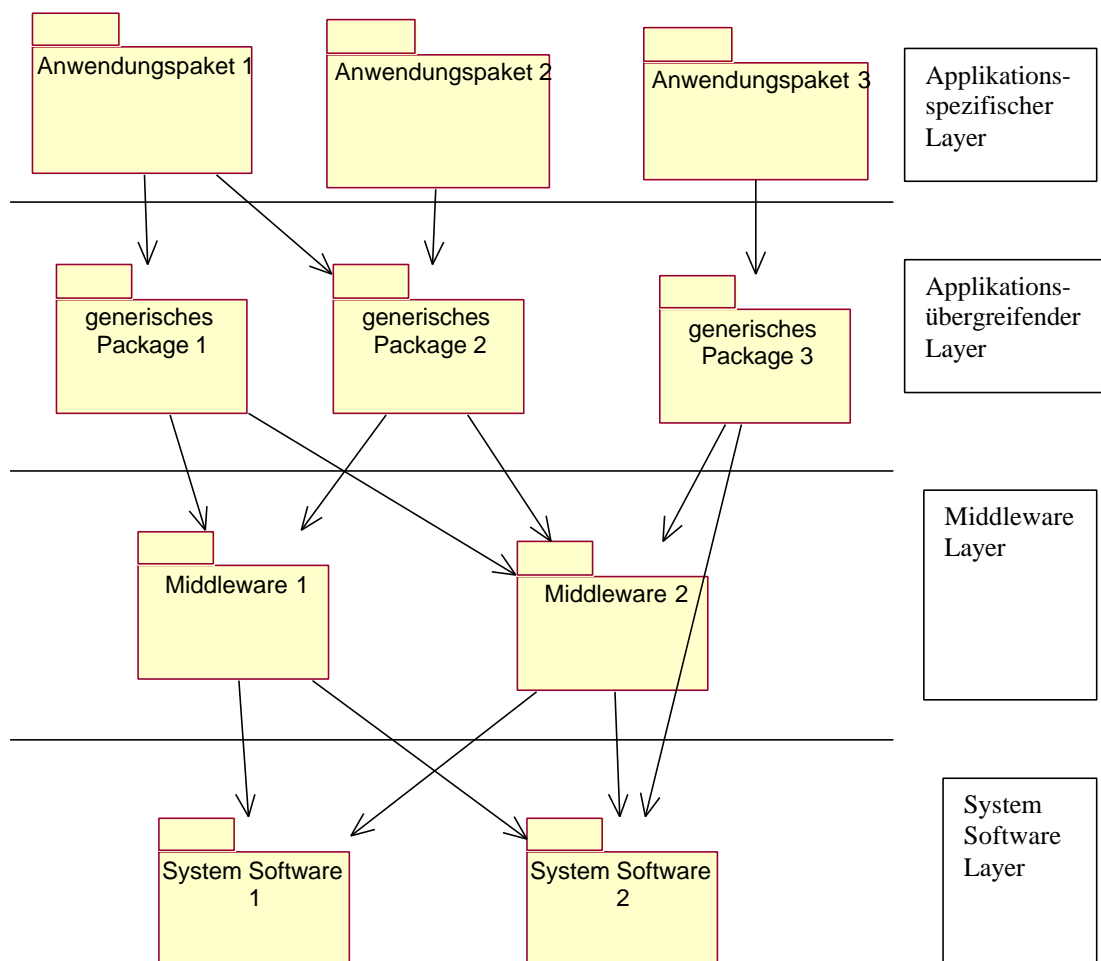 Anwendungspaket 1
Anwendungspaket 2
Anwendungspaket 3
Applikations-
spezifischer
Layer
generisches
Package 1
generisches
Package 2
generisches
Package 3
Applikations-
übergreifender
Layer
Middleware 1
Middleware 2
Middleware
Layer
System Software
1
System Software
2
System
Software
Layer